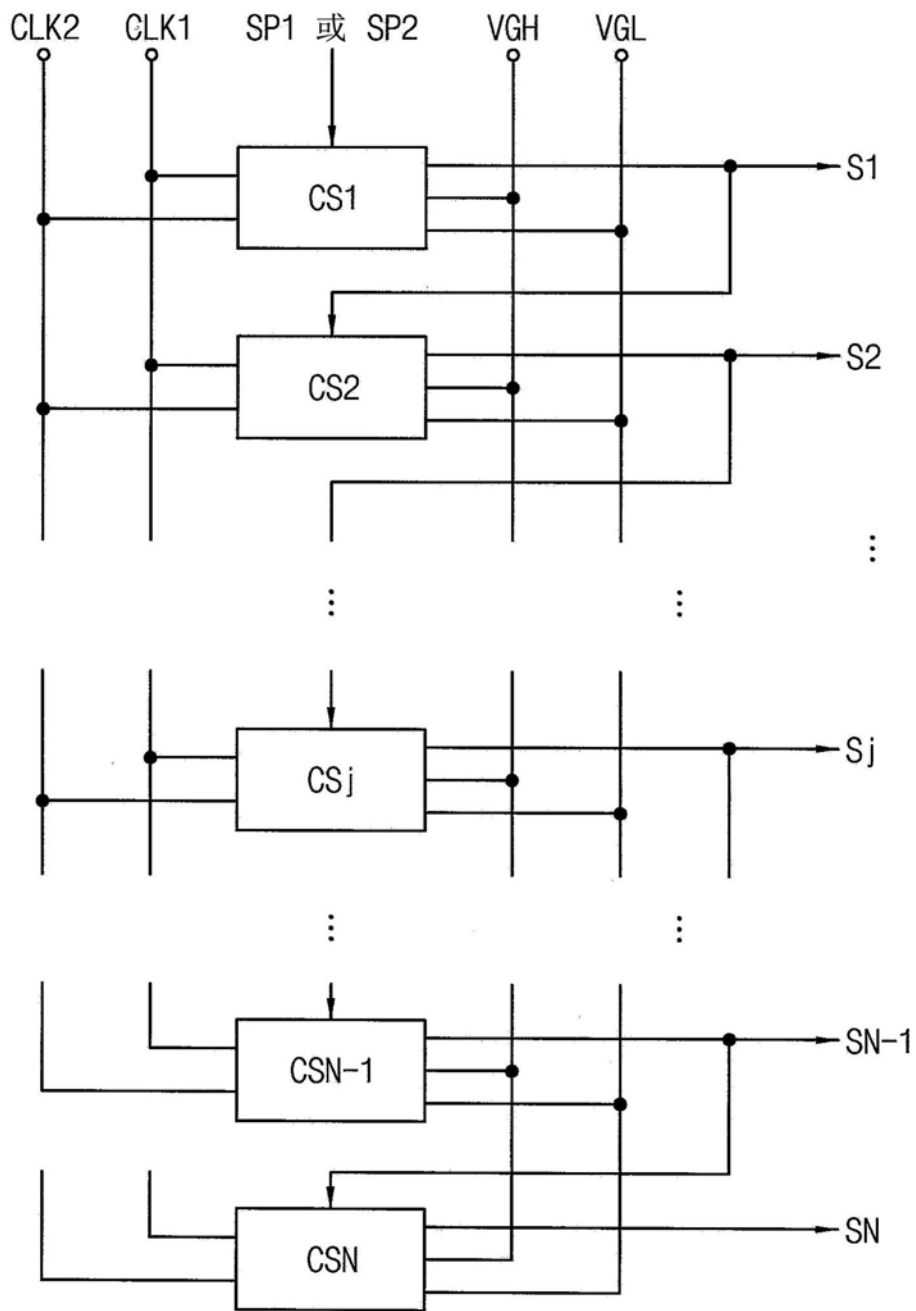 CLK2 CLK1 SP1 或 SP2 VGH VGL
CS1
S1
CS2
S2
⋮
⋮ ⋮
CSj
Sj
⋮ ⋮
CSN-1
SN-1
CSN
SN